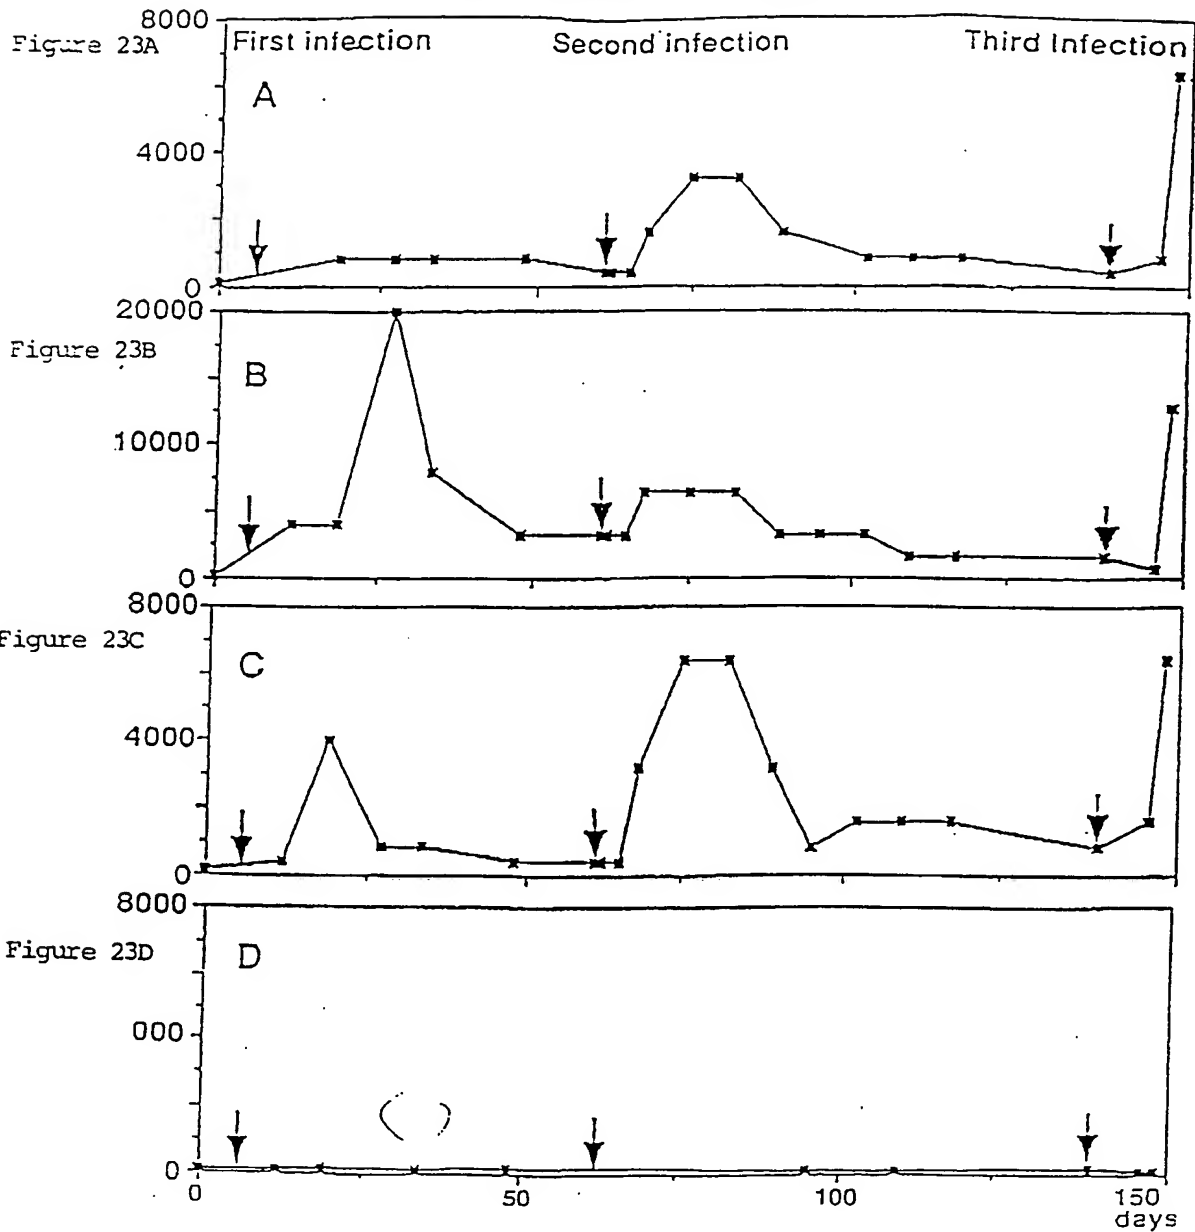 8000
Figure 23A
First infection
Second infection
Third Infection
A
4000
0
20000
Figure 23B
B
10000
0
8000
Figure 23C
C
4000
0
8000
Figure 23D
D
000
0
0
50
100
150
days